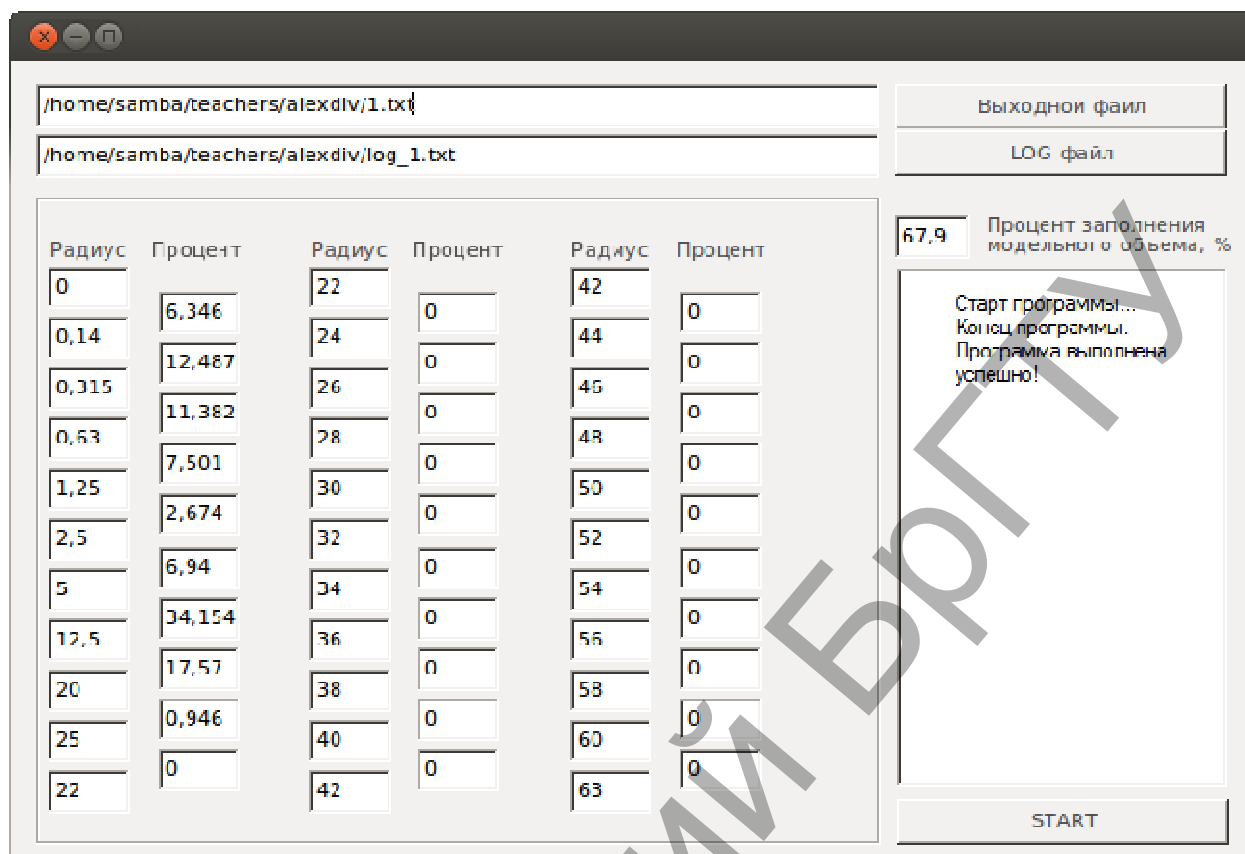 /home/samba/teachers/alexdiv/1.txt
Выходной файл
/home/samba/teachers/alexdiv/log_1.txt
LOG файл
67,9
Процент заполнения
модельного объема, %
Радиус Процент Радиус Процент Радиус Процент
0 22 42
6,346 0 0
0,14 24 44
12,487 0 0
0,315 26 46
11,382 0 0
0,63 28 48
7,501 0 0
1,25 30 50
2,674 0 0
2,5 32 52
6,94 0 0
5 34 54
34,154 0 0
12,5 36 56
17,57 0 0
20 38 58
0,946 0 0
25 40 60
0 0 0
22 42 63
Старт программы...
Конец программы.
Программа выполнена
успешно!
START
ий БрГТУ